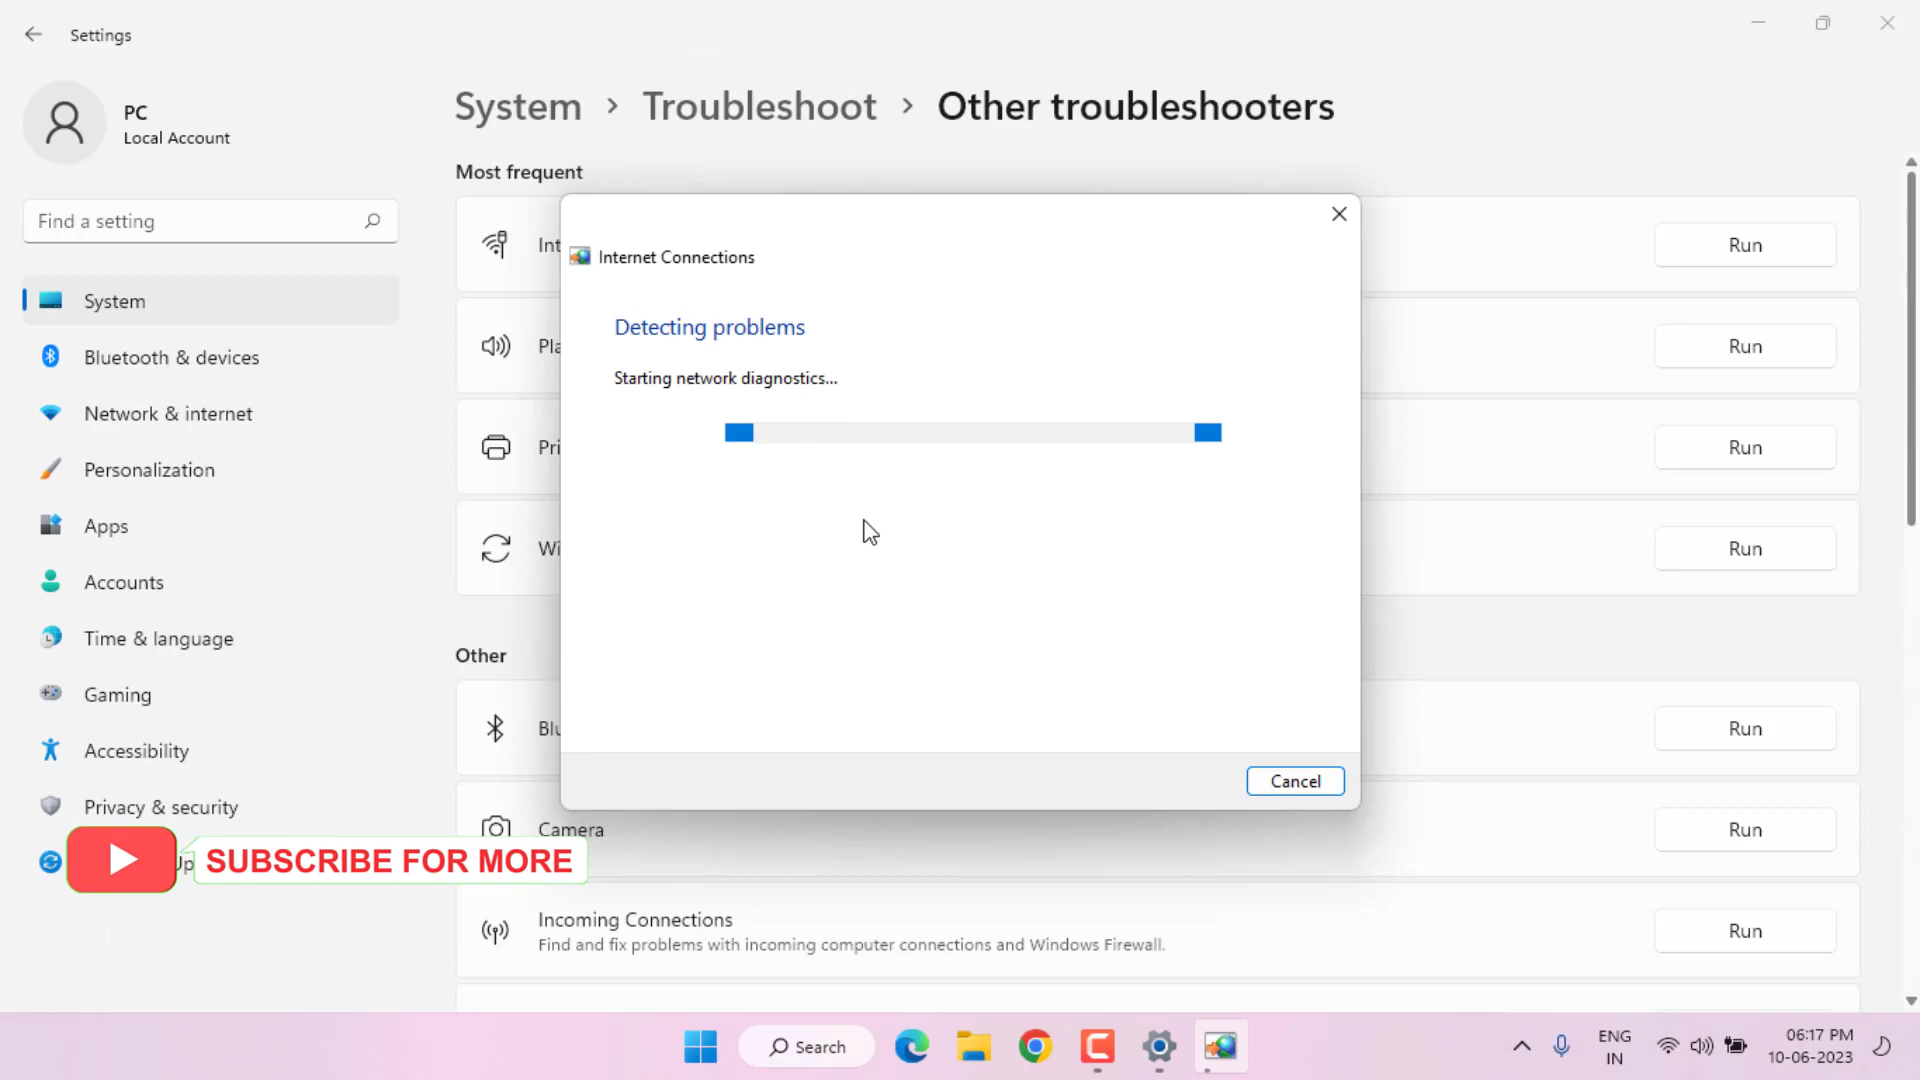 Settings
PC
Local Account
Find a setting
System
Bluetooth & devices
Network & internet
Personalization
Apps
Accounts
Time & language
Gaming
Accessibility
Privacy & security
SUBSCRIBE FOR MORE
System > Troubleshoot > Other troubleshooters
Most frequent
Int
Run
Pla
Run
Pri
Run
Wi
Run
Internet Connections
Detecting problems
Starting network diagnostics...
Cancel
Other
Blu
Run
Camera
Run
Incoming Connections
Find and fix problems with incoming computer connections and Windows Firewall.
Run
Search
ENG
IN
06:17 PM
10-06-2023